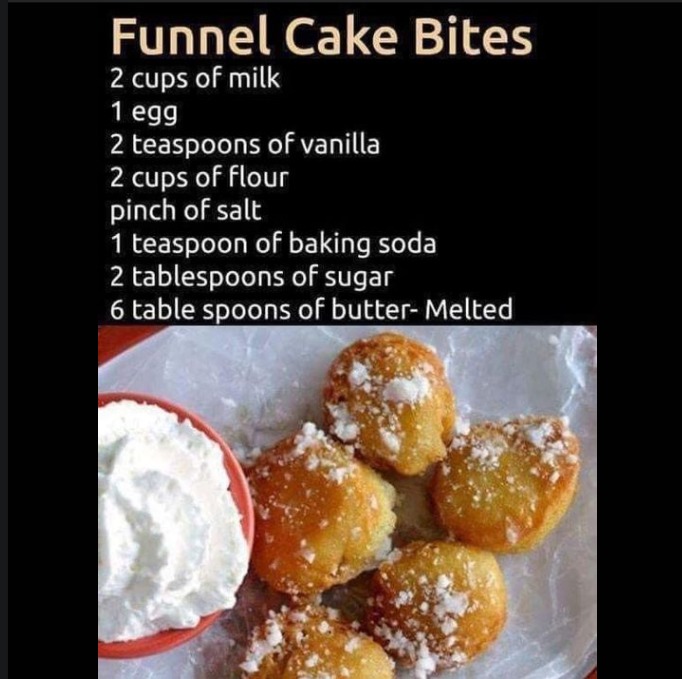 Funnel Cake Bites
2 cups of milk
1 egg
2 teaspoons of vanilla
2 cups of flour
pinch of salt
1 teaspoon of baking soda
2 tablespoons of sugar
6 table spoons of butter- Melted